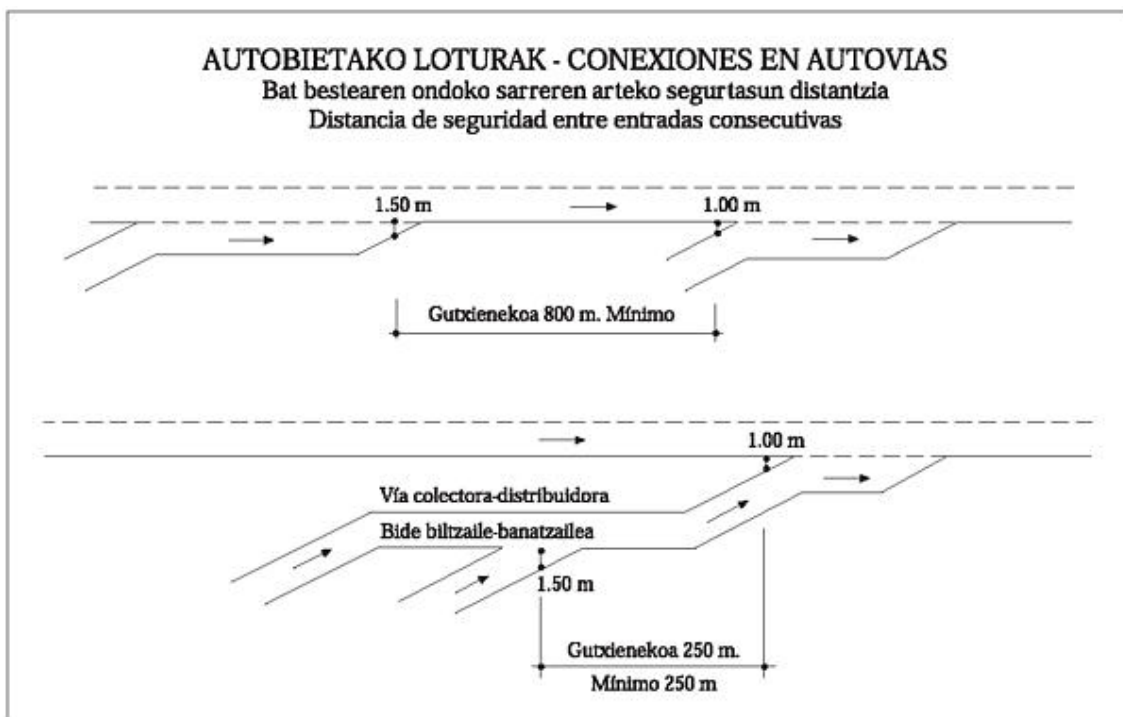 AUTOBIETAKO LOTURAK - CONEXIONES EN AUTOVIAS
Bat bestearen ondoko sarreren arteko segurtasun distantzia
Distancia de seguridad entre entradas consecutivas
1.50 m
1.00 m
Gutxienekoa 800 m. Mínimo
1.00 m
Vía colectora-distribuidora
Bide biltzaile-banatzailea
1.50 m
Gutxienekoa 250 m.
Mínimo 250 m